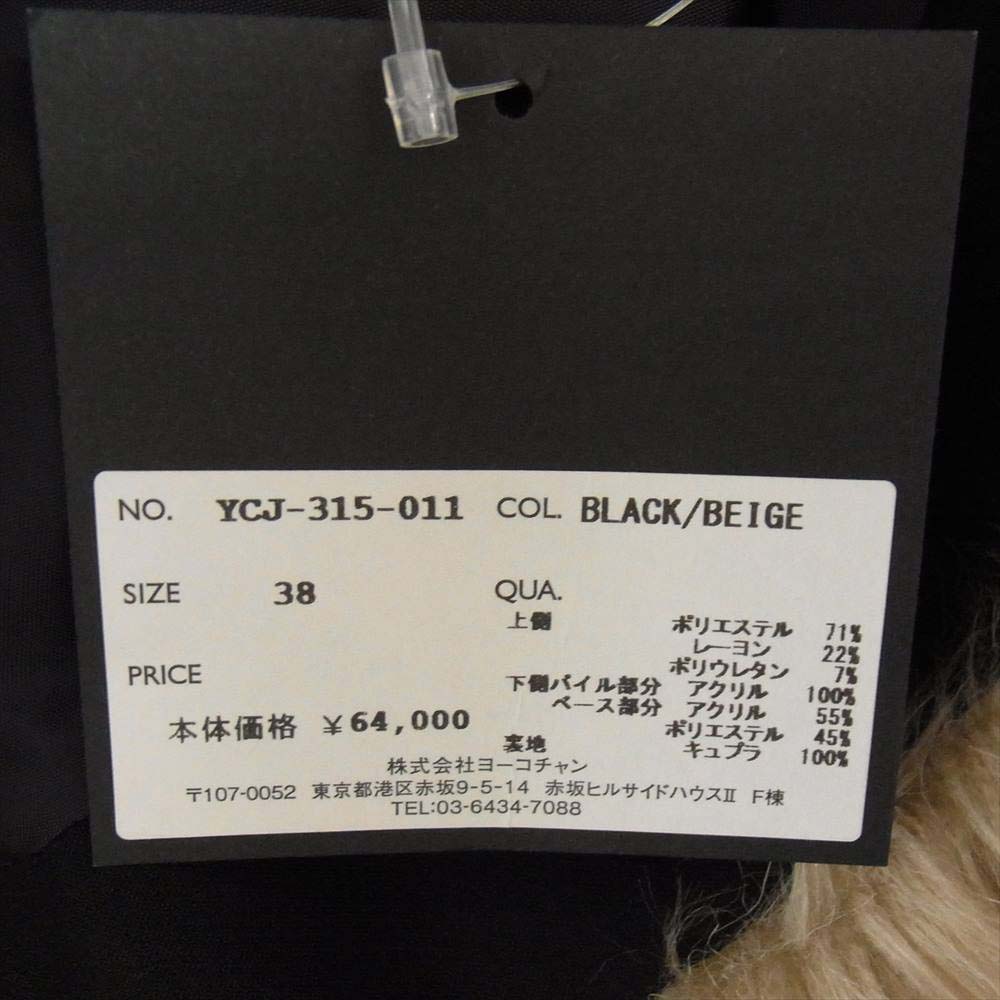 NO. YCJ-315-011 COL. BLACK/BEIGE
SIZE 38 QUA.
上側 ポリエステル 71%
レーヨン 22%
ポリウレタン 7%
下側パイル部分 アクリル 100%
ベース部分 アクリル 55%
ポリエステル 45%
裏地 キュプラ 100%
PRICE
本体価格 ¥64,000
株式会社ヨーコチャン
〒107-0052 東京都港区赤坂9-5-14 赤坂ヒルサイドハウスⅡ F棟
TEL:03-6434-7088